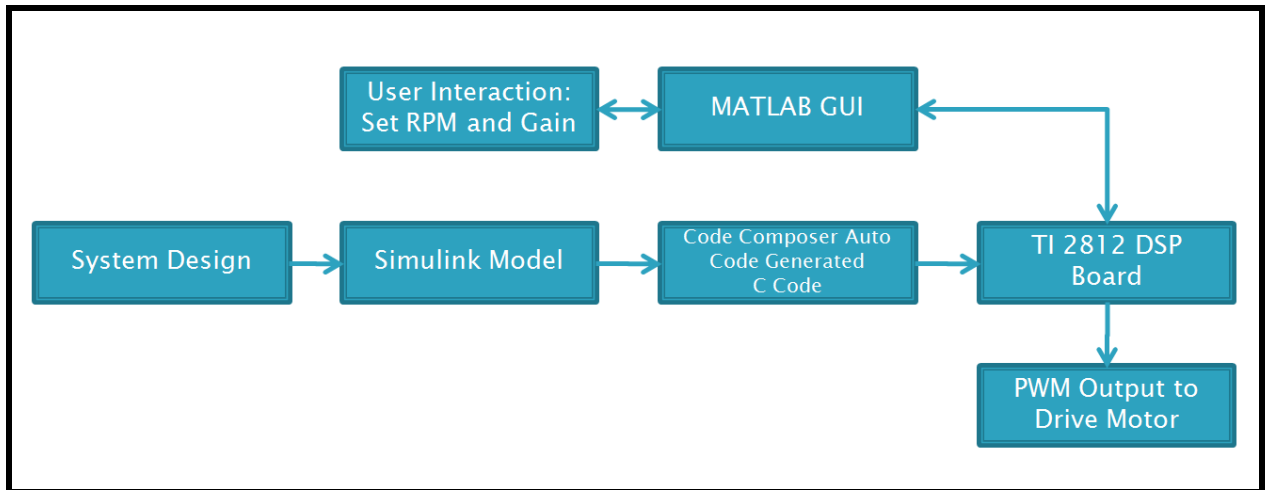 User Interaction:
Set RPM and Gain
MATLAB GUI
System Design
Simulink Model
Code Composer Auto
Code Generated
C Code
TI 2812 DSP
Board
PWM Output to
Drive Motor